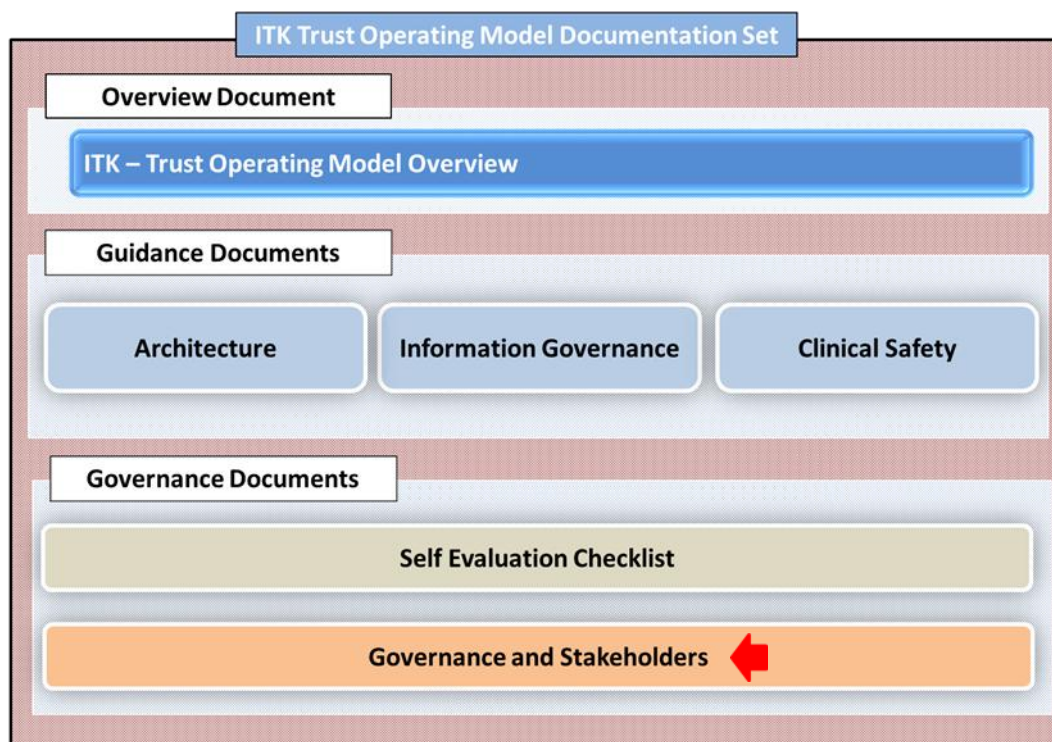 ITK Trust Operating Model Documentation Set
Overview Document
ITK – Trust Operating Model Overview
Guidance Documents
Architecture
Information Governance
Clinical Safety
Governance Documents
Self Evaluation Checklist
Governance and Stakeholders